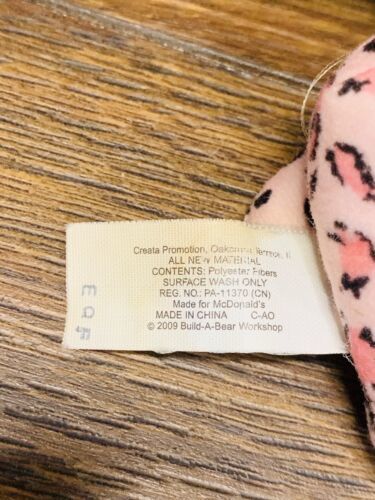 Creata Promotion, Oakbrook Terrace, IL
ALL NEW MATERIAL
CONTENTS: Polyester Fibers
SURFACE WASH ONLY
REG. NO.: PA-11370 (CN)
Made for McDonald's
MADE IN CHINA C-AO
© 2009 Build-A-Bear Workshop